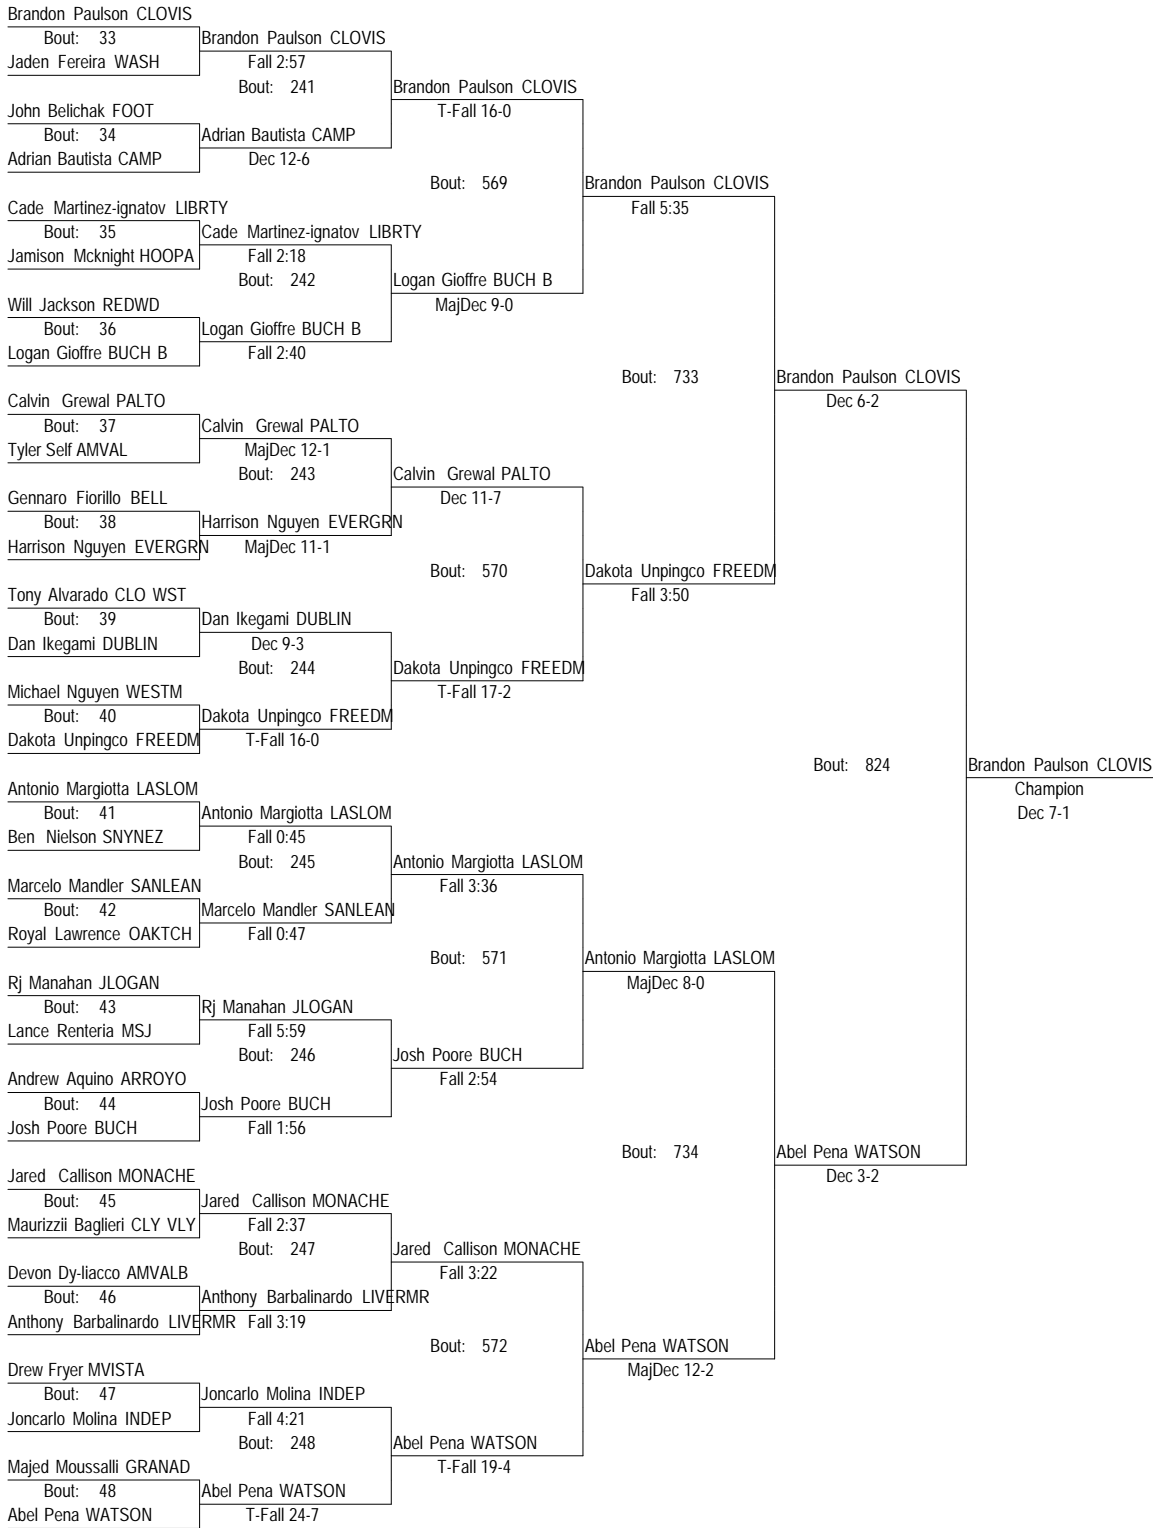 Brandon Paulson CLOVIS
Bout: 33 Brandon Paulson CLOVIS
Jaden Fereira WASH Fall 2:57
Bout: 241 Brandon Paulson CLOVIS
John Belichak FOOT T-Fall 16-0
Bout: 34 Adrian Bautista CAMP
Adrian Bautista CAMP Dec 12-6
Bout: 569 Brandon Paulson CLOVIS
Cade Martinez-ignatov LIBRTY Fall 5:35
Bout: 35 Cade Martinez-ignatov LIBRTY
Jamison Mcknight HOOPA Fall 2:18
Bout: 242 Logan Gioffre BUCH B
Will Jackson REDWD MajDec 9-0
Bout: 36 Logan Gioffre BUCH B
Logan Gioffre BUCH B Fall 2:40
Bout: 733 Brandon Paulson CLOVIS
Calvin Grewal PALTO Dec 6-2
Bout: 37 Calvin Grewal PALTO
Tyler Self AMVAL MajDec 12-1
Bout: 243 Calvin Grewal PALTO
Gennaro Fiorillo BELL Dec 11-7
Bout: 38 Harrison Nguyen EVERGRN
Harrison Nguyen EVERGRN MajDec 11-1
Bout: 570 Dakota Unpingco FREEDM
Tony Alvarado CLO WST Fall 3:50
Bout: 39 Dan Ikegami DUBLIN
Dan Ikegami DUBLIN Dec 9-3
Bout: 244 Dakota Unpingco FREEDM
Michael Nguyen WESTM T-Fall 17-2
Bout: 40 Dakota Unpingco FREEDM
Dakota Unpingco FREEDM T-Fall 16-0
Bout: 824 Brandon Paulson CLOVIS
Antonio Margiotta LASLOM Champion
Bout: 41 Antonio Margiotta LASLOM Dec 7-1
Ben Nielson SNYNEZ Fall 0:45
Bout: 245 Antonio Margiotta LASLOM
Marcelo Mandler SANLEAN Fall 3:36
Bout: 42 Marcelo Mandler SANLEAN
Royal Lawrence OAKTCH Fall 0:47
Bout: 571 Antonio Margiotta LASLOM
Rj Manahan JLOGAN MajDec 8-0
Bout: 43 Rj Manahan JLOGAN
Lance Renteria MSJ Fall 5:59
Bout: 246 Josh Poore BUCH
Andrew Aquino ARROYO Fall 2:54
Bout: 44 Josh Poore BUCH
Josh Poore BUCH Fall 1:56
Bout: 734 Abel Pena WATSON
Jared Callison MONACHE Dec 3-2
Bout: 45 Jared Callison MONACHE
Maurizzii Baglieri CLY VLY Fall 2:37
Bout: 247 Jared Callison MONACHE
Devon Dy-liacco AMVALB Fall 3:22
Bout: 46 Anthony Barbalinardo LIVERMR
Anthony Barbalinardo LIVERMR Fall 3:19
Bout: 572 Abel Pena WATSON
Drew Fryer MVISTA MajDec 12-2
Bout: 47 Joncarlo Molina INDEP
Joncarlo Molina INDEP Fall 4:21
Bout: 248 Abel Pena WATSON
Majed Moussalli GRANAD T-Fall 19-4
Bout: 48 Abel Pena WATSON
Abel Pena WATSON T-Fall 24-7